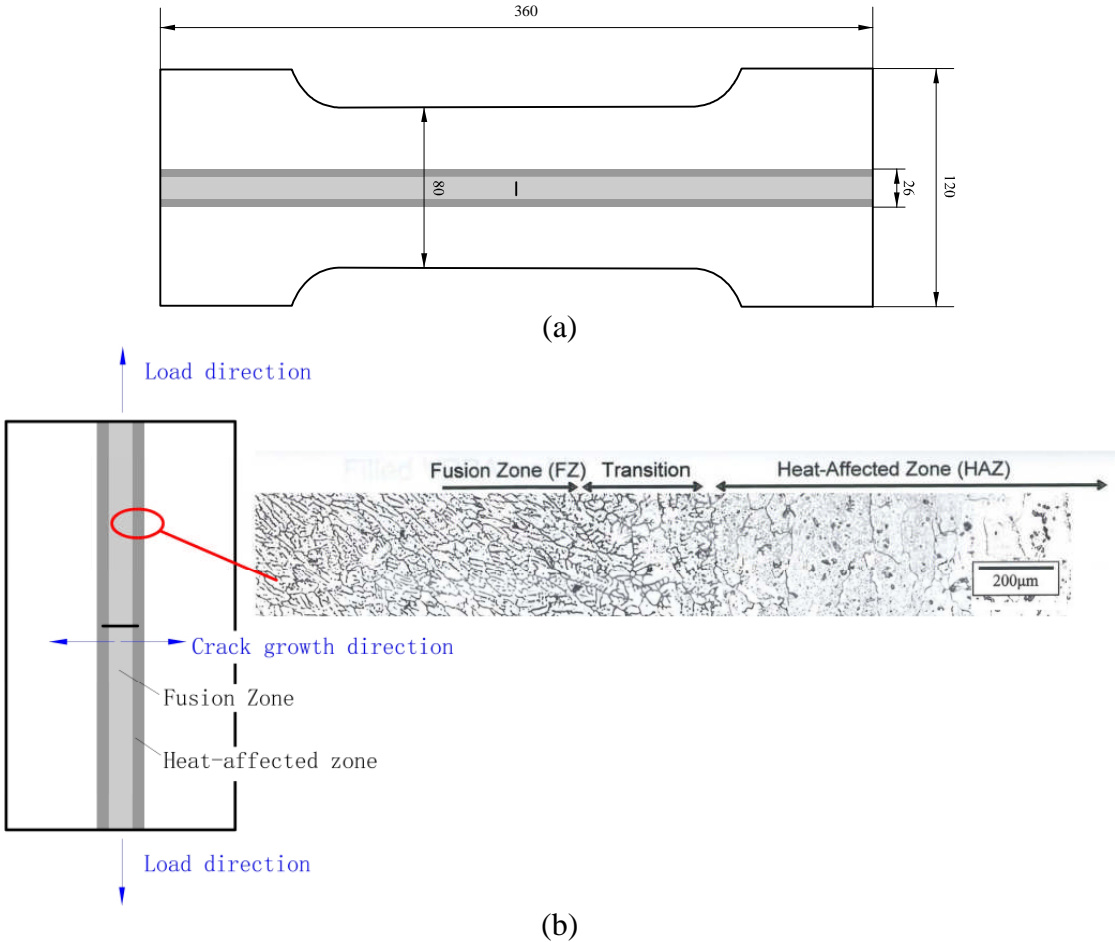 360
80
26
120
(a)
Load direction
Fusion Zone (FZ) Transition Heat-Affected Zone (HAZ)
200μm
Crack growth direction
Fusion Zone
Heat-affected zone
Load direction
(b)